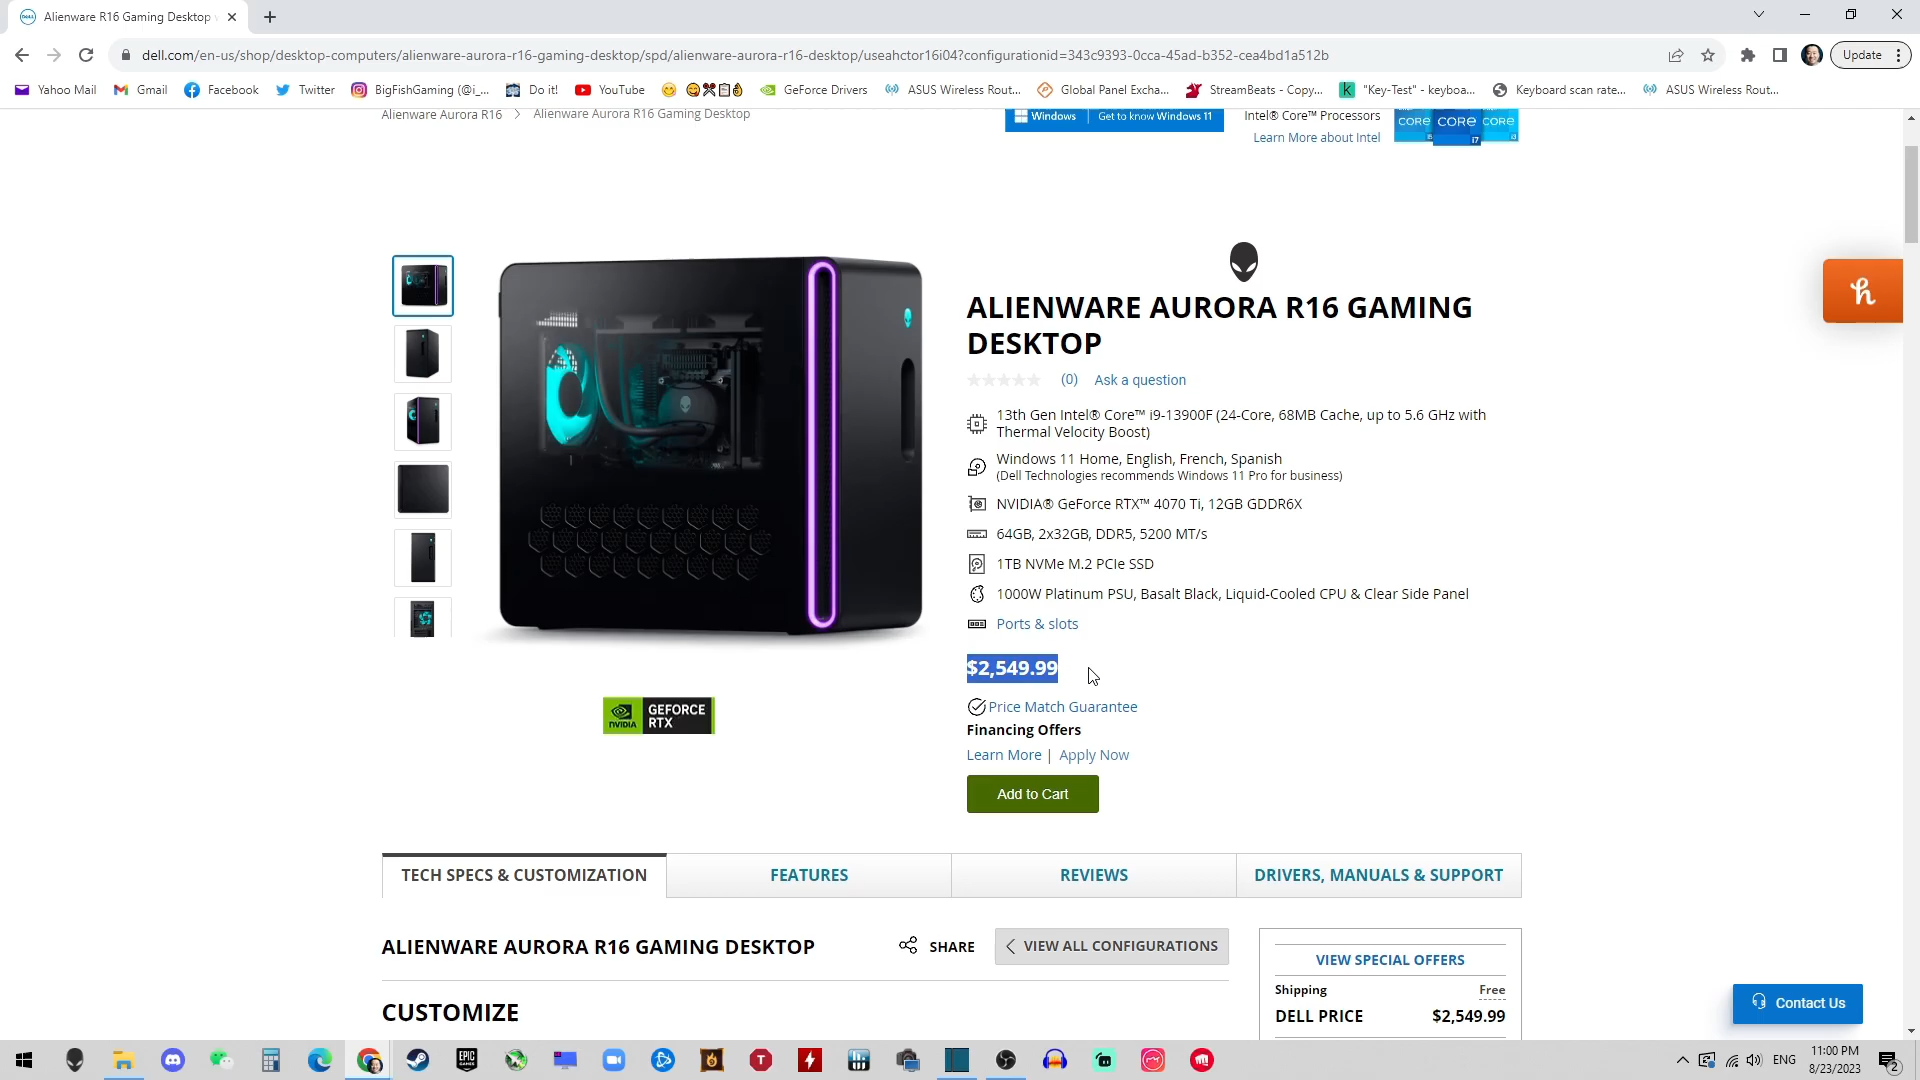 Alienware R16 Gaming Desktop
dell.com/en-us/shop/desktop-computers/alienware-aurora-r16-gaming-desktop/spd/alienware-aurora-r16-desktop/useahctor16i04?configurationid=343c9393-0cca-45ad-b352-cea4bd1a512b
Update
Yahoo Mail
Gmail
Facebook
Twitter
BigFishGaming (@i_...
Do it!
YouTube
GeForce Drivers
ASUS Wireless Rout...
Global Panel Excha...
StreamBeats - Copy...
"Key-Test" - keyboa...
Keyboard scan rate...
ASUS Wireless Rout...
Alienware Aurora R16 > Alienware Aurora R16 Gaming Desktop
Windows | Get to know Windows 11
Intel® Core™ Processors
Learn More about Intel
CORE CORE CORE
i7
ALIENWARE AURORA R16 GAMING
DESKTOP
(0) Ask a question
13th Gen Intel® Core™ i9-13900F (24-Core, 68MB Cache, up to 5.6 GHz with
Thermal Velocity Boost)
Windows 11 Home, English, French, Spanish
(Dell Technologies recommends Windows 11 Pro for business)
NVIDIA® GeForce RTX™ 4070 Ti, 12GB GDDR6X
64GB, 2x32GB, DDR5, 5200 MT/s
1TB NVMe M.2 PCIe SSD
1000W Platinum PSU, Basalt Black, Liquid-Cooled CPU & Clear Side Panel
Ports & slots
$2,549.99
Price Match Guarantee
Financing Offers
Learn More | Apply Now
Add to Cart
NVIDIA
GEFORCE
RTX
TECH SPECS & CUSTOMIZATION
FEATURES
REVIEWS
DRIVERS, MANUALS & SUPPORT
ALIENWARE AURORA R16 GAMING DESKTOP
SHARE
VIEW ALL CONFIGURATIONS
CUSTOMIZE
VIEW SPECIAL OFFERS
Shipping Free
DELL PRICE $2,549.99
Contact Us
ENG
11:00 PM
8/23/2023
2